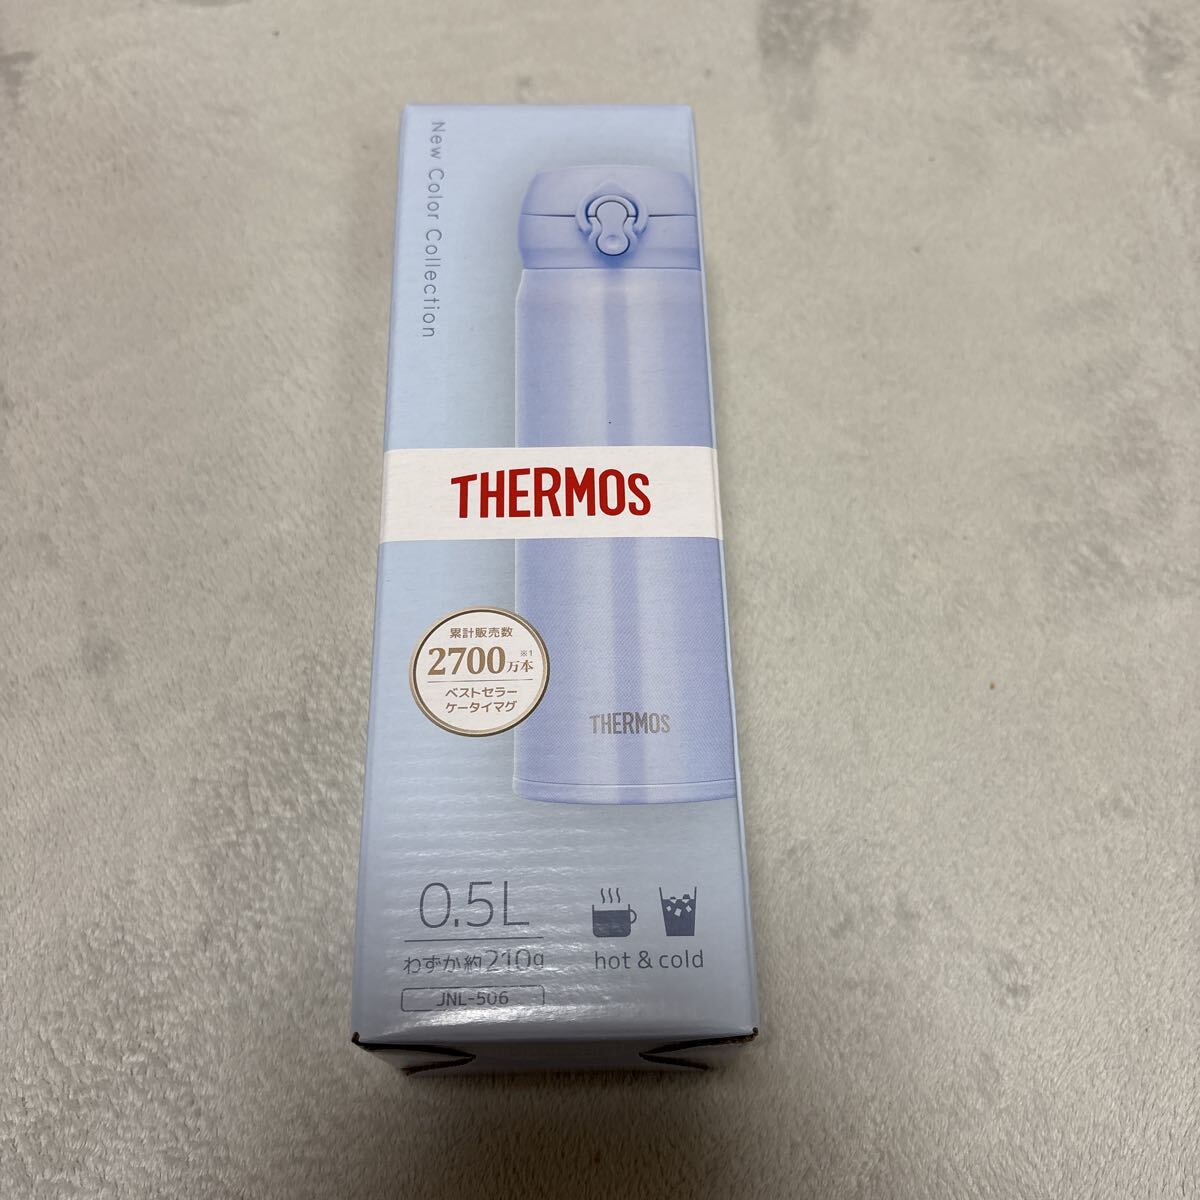 New Color Collection
THERMOS
累計販売数
2700万本※1
ベストセラー
ケータイマグ
THERMOS
0.5L
わずか約210g
JNL-506
hot & cold